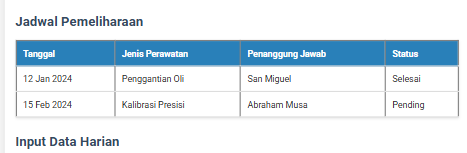 Jadwal Pemeliharaan
Tanggal Jenis Perawatan Penanggung Jawab Status
12 Jan 2024 Penggantian Oli San Miguel Selesai
15 Feb 2024 Kalibrasi Presisi Abraham Musa Pending
Input Data Harian